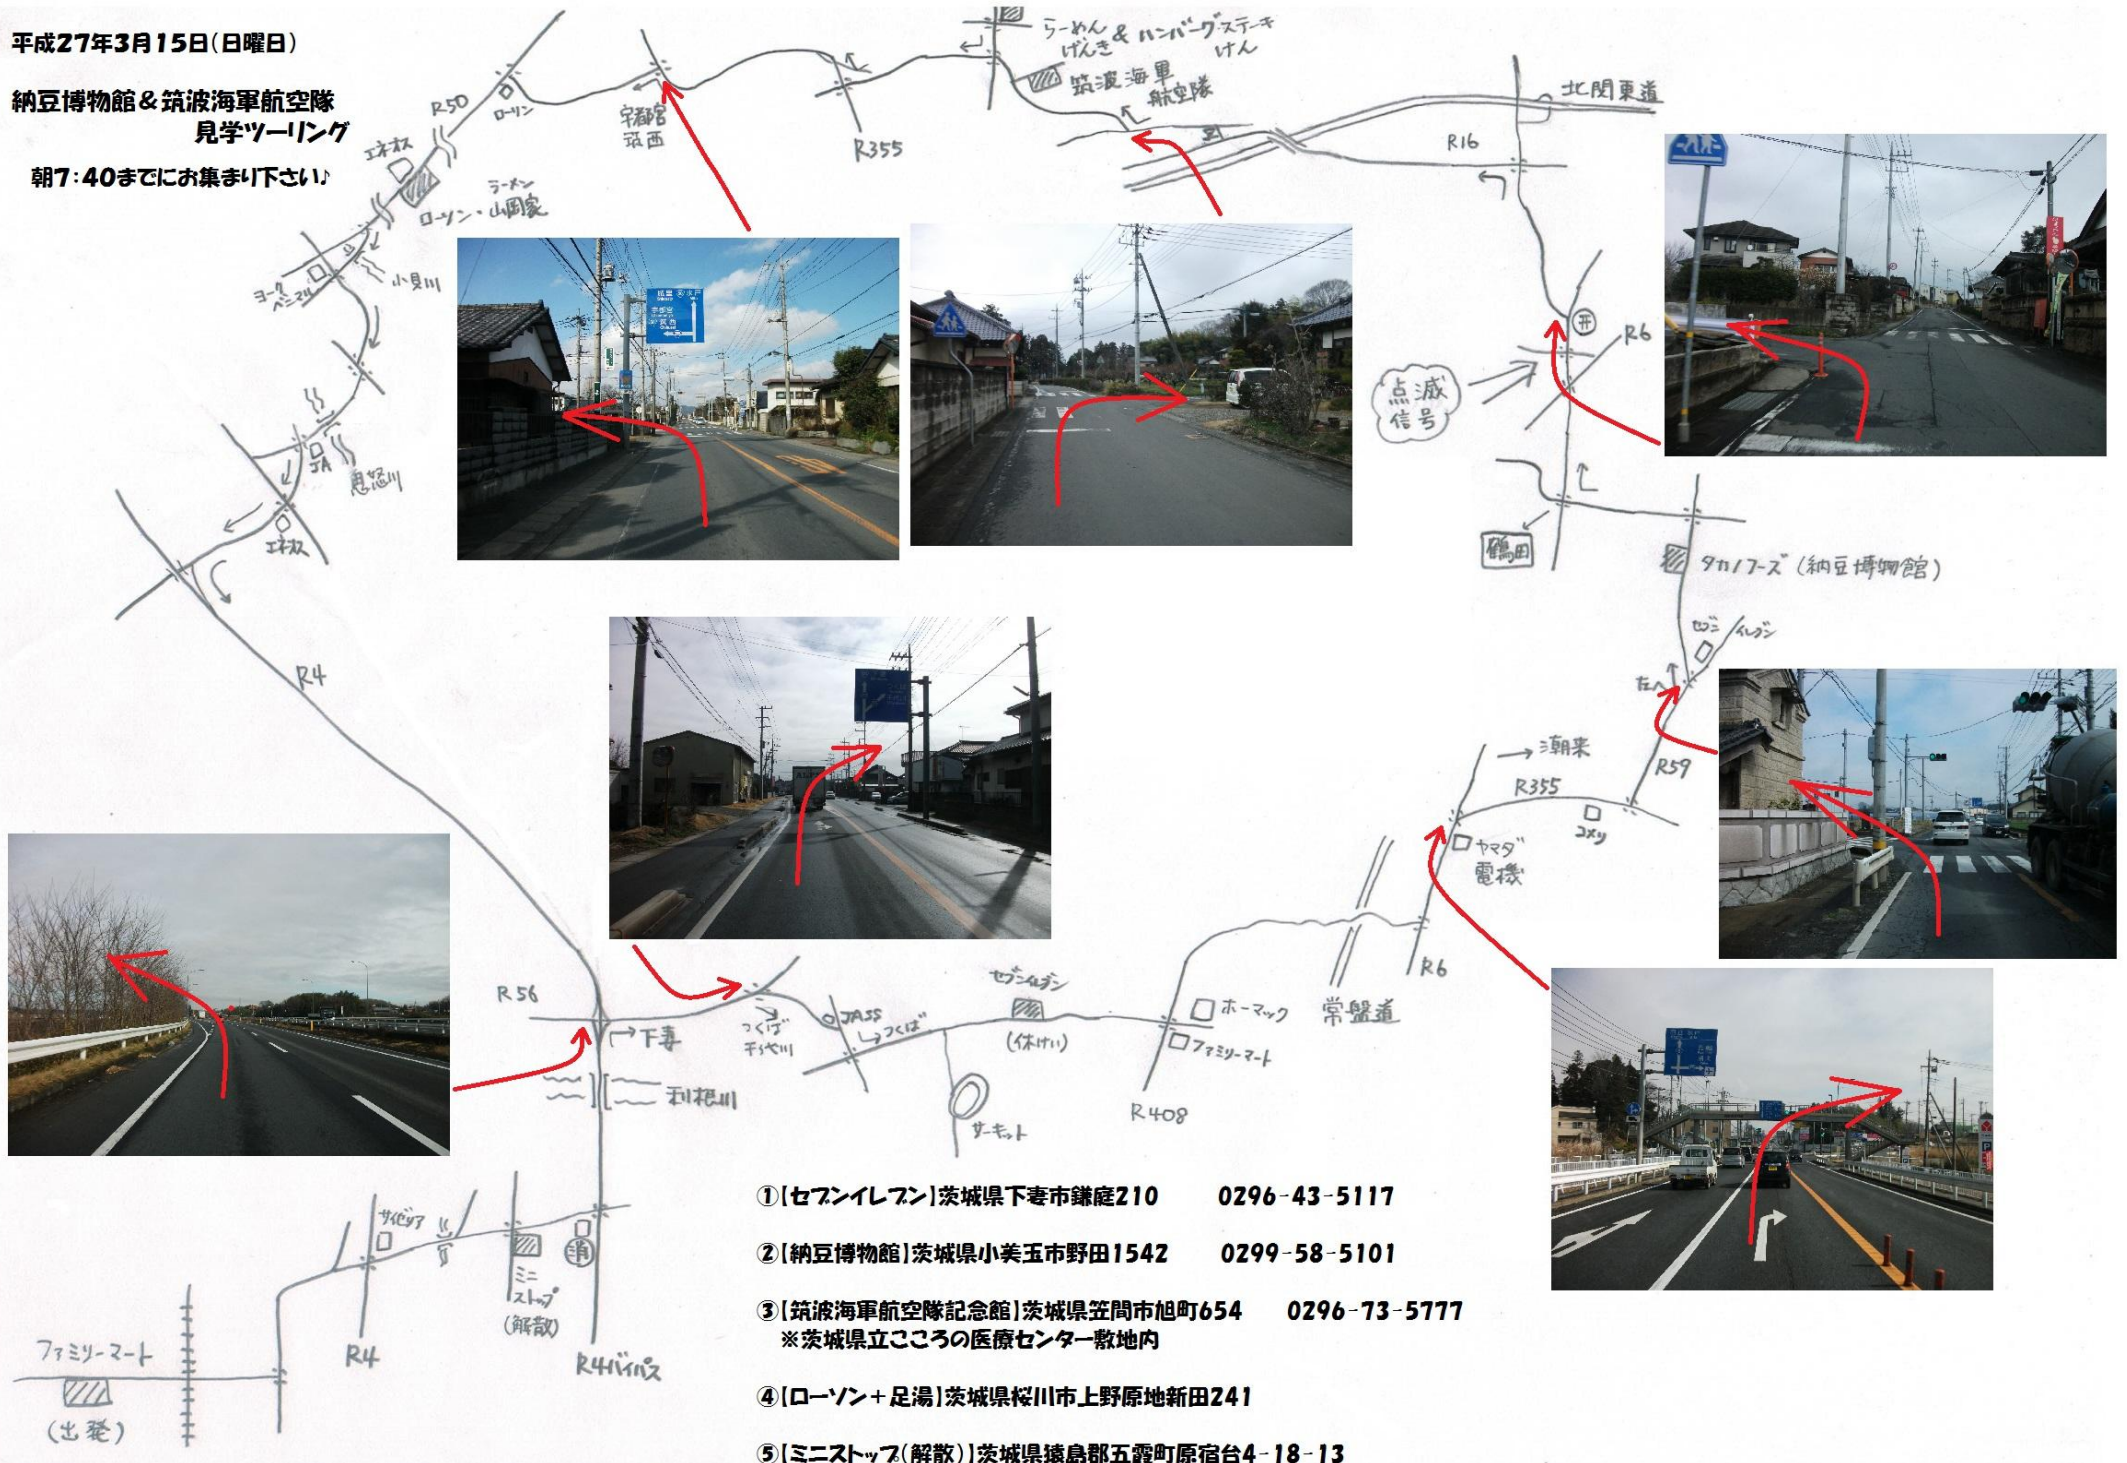 平成27年3月15日(日曜日)
納豆博物館&筑波海軍航空隊
見学ツーリング
朝7:40までにお集まり下さい♪
らーめん
げんき
&
ハンバーグステーキ
けん
筑波海軍
航空隊
北関東道
R16
R355
宇都宮
筑西
ローソン
R50
エネオス
ラーメン
ローソン・山岡家
小貝川
ヨーク
ベニマル
JA
鬼怒川
エネオス
R4
R6
点滅
信号
鶴田
タカノフーズ(納豆博物館)
セブンイレブン
左へ
R59
→潮来
R355
コメリ
ヤマダ
電機
R6
常盤道
ホーマック
ファミリーマート
R408
セブンイレブン
(休けい)
サーキット
つくば
JASS
つくば
千代川
R56
下妻
利根川
サイゼリア
ミニ
ストップ
(解散)
消
R4バイパス
R4
ファミリーマート
(出発)
①【セブンイレブン】茨城県下妻市鎌庭210 0296-43-5117
②【納豆博物館】茨城県小美玉市野田1542 0299-58-5101
③【筑波海軍航空隊記念館】茨城県笠間市旭町654 0296-73-5777
※茨城県立こころの医療センター敷地内
④【ローソン+足湯】茨城県桜川市上野原地新田241
⑤【ミニストップ(解散)】茨城県猿島郡五霞町原宿台4-18-13